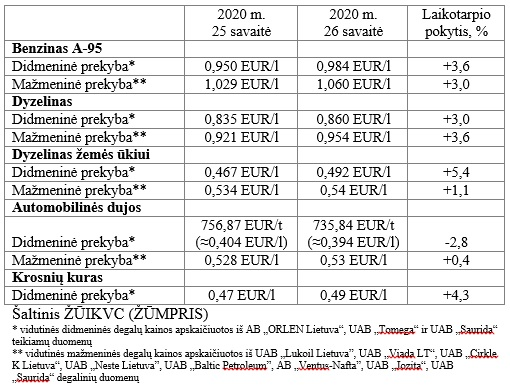 2020 m. 25 savaitė 2020 m. 26 savaitė Laikotarpio pokytis, %
Benzinas A-95
Didmeninė prekyba* 0,950 EUR/l 0,984 EUR/l +3,6
Mažmeninė prekyba** 1,029 EUR/l 1,060 EUR/l +3,0
Dyzelinas
Didmeninė prekyba* 0,835 EUR/l 0,860 EUR/l +3,0
Mažmeninė prekyba** 0,921 EUR/l 0,954 EUR/l +3,6
Dyzelinas žemės ūkiui
Didmeninė prekyba* 0,467 EUR/l 0,492 EUR/l +5,4
Mažmeninė prekyba** 0,534 EUR/l 0,54 EUR/l +1,1
Automobilinės dujos
Didmeninė prekyba* 756,87 EUR/t (≈0,404 EUR/l) 735,84 EUR/t (≈0,394 EUR/l) -2,8
Mažmeninė prekyba** 0,528 EUR/l 0,53 EUR/l +0,4
Krosnių kuras
Didmeninė prekyba* 0,47 EUR/l 0,49 EUR/l +4,3
Šaltinis ŽŪIKVC (ŽŪMPRIS)
* vidutinės didmeninės degalų kainos apskaičiuotos iš AB „ORLEN Lietuva“, UAB „Tomega“ ir UAB „Saurida“
teikiamų duomenų
** vidutinės mažmeninės degalų kainos apskaičiuotos iš UAB „Lukoil Lietuva”, UAB „Viada LT“, UAB „Cirkle
K Lietuva”, UAB „Neste Lietuva”, UAB „Baltic Petroleum”, AB „Ventus-Nafta”, UAB „Jozita”, UAB
„Saurida” degalinių duomenų